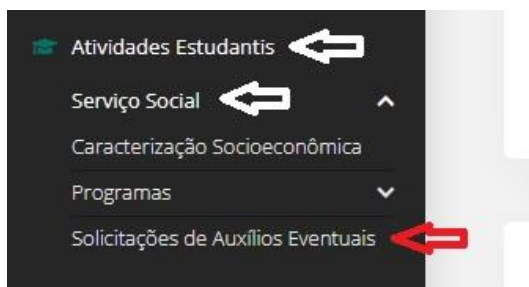 Atividades Estudantis
Serviço Social
Caracterização Socioeconômica
Programas
Solicitações de Auxílios Eventuais